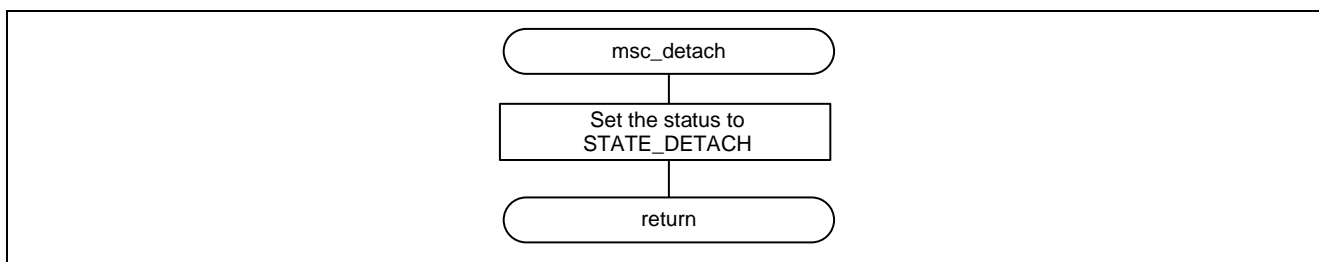 msc_detach
Set the status to
STATE_DETACH
return